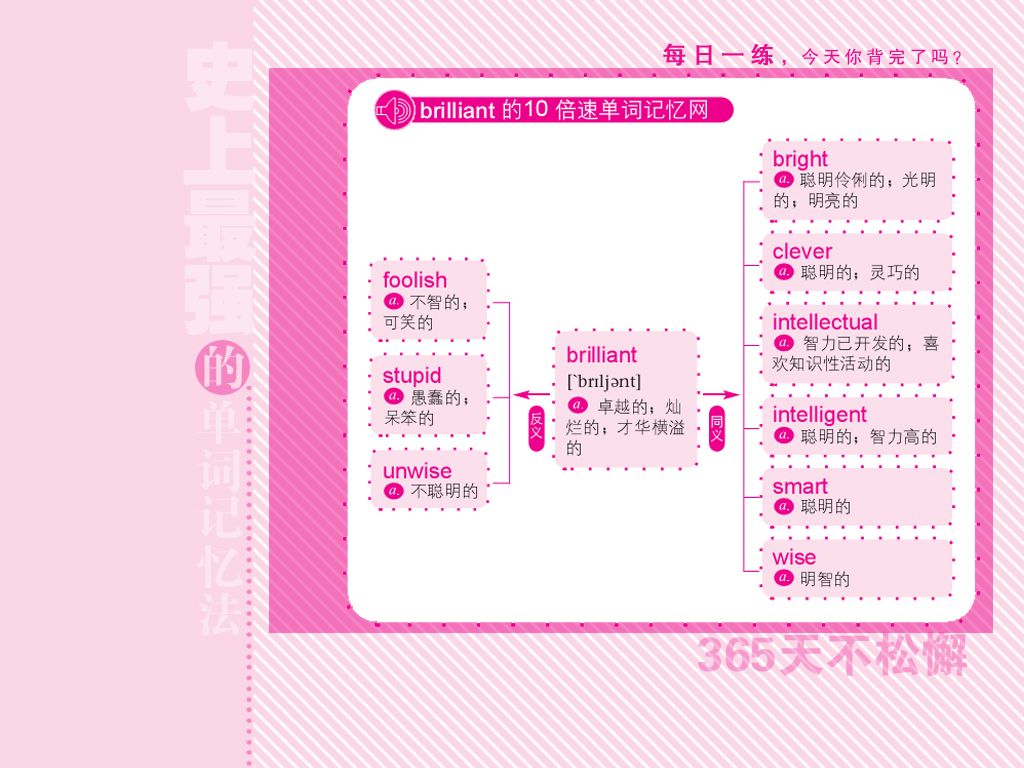 史上最强的单词记忆法
每日一练，今天你背完了吗？
brilliant 的10 倍速单词记忆网
foolish
a. 不智的；
可笑的
stupid
a. 愚蠢的；
呆笨的
unwise
a. 不聪明的
反义
brilliant
[`brɪljənt]
a. 卓越的；灿
烂的；才华横溢
的
同义
bright
a. 聪明伶俐的；光明
的；明亮的
clever
a. 聪明的；灵巧的
intellectual
a. 智力已开发的；喜
欢知识性活动的
intelligent
a. 聪明的；智力高的
smart
a. 聪明的
wise
a. 明智的
365天不松懈